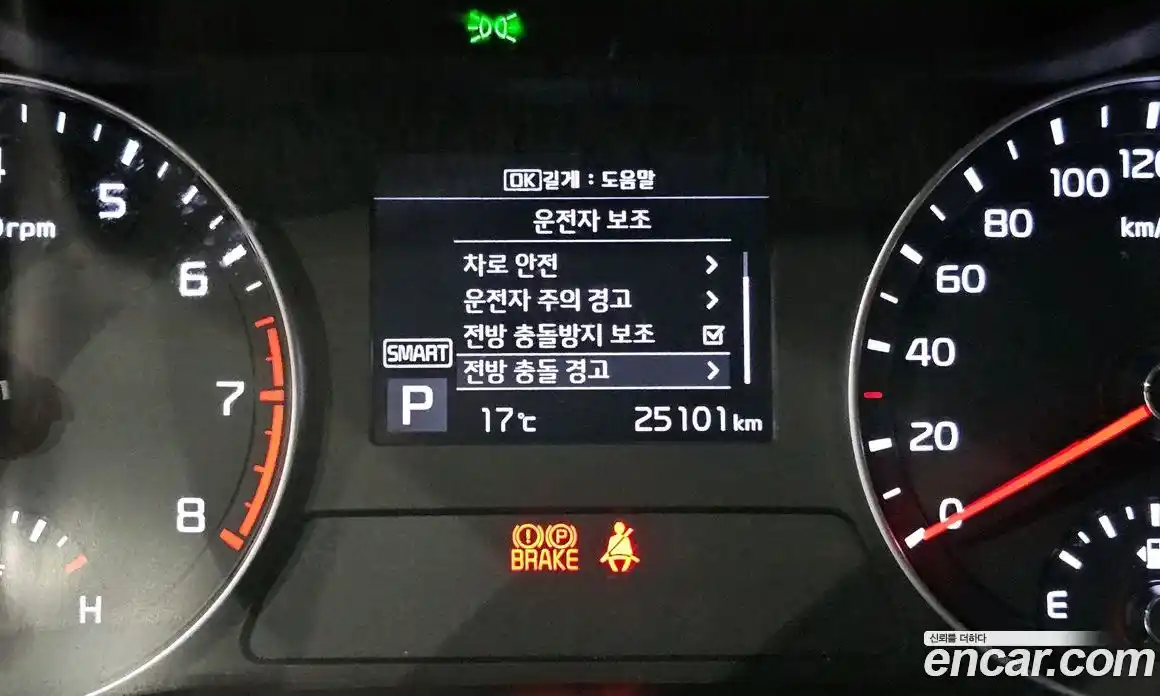 OK 길게 : 도움말
운전자 보조
차로 안전
운전자 주의 경고
전방 충돌방지 보조
전방 충돌 경고
SMART
P
17℃
25101km
5
6
7
8
rpm
H
120
100
80
60
40
20
0
km/
E
BRAKE
P
신뢰를 더하다
encar.com